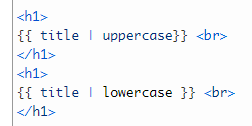 <h1>
{{ title | uppercase}} <br>
</h1>
<h1>
{{ title | lowercase }} <br>
</h1>